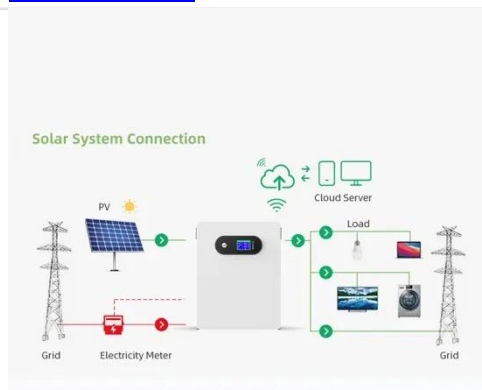 Solar System Connection
Cloud Server
PV
Load
Grid
Electricity Meter
Grid